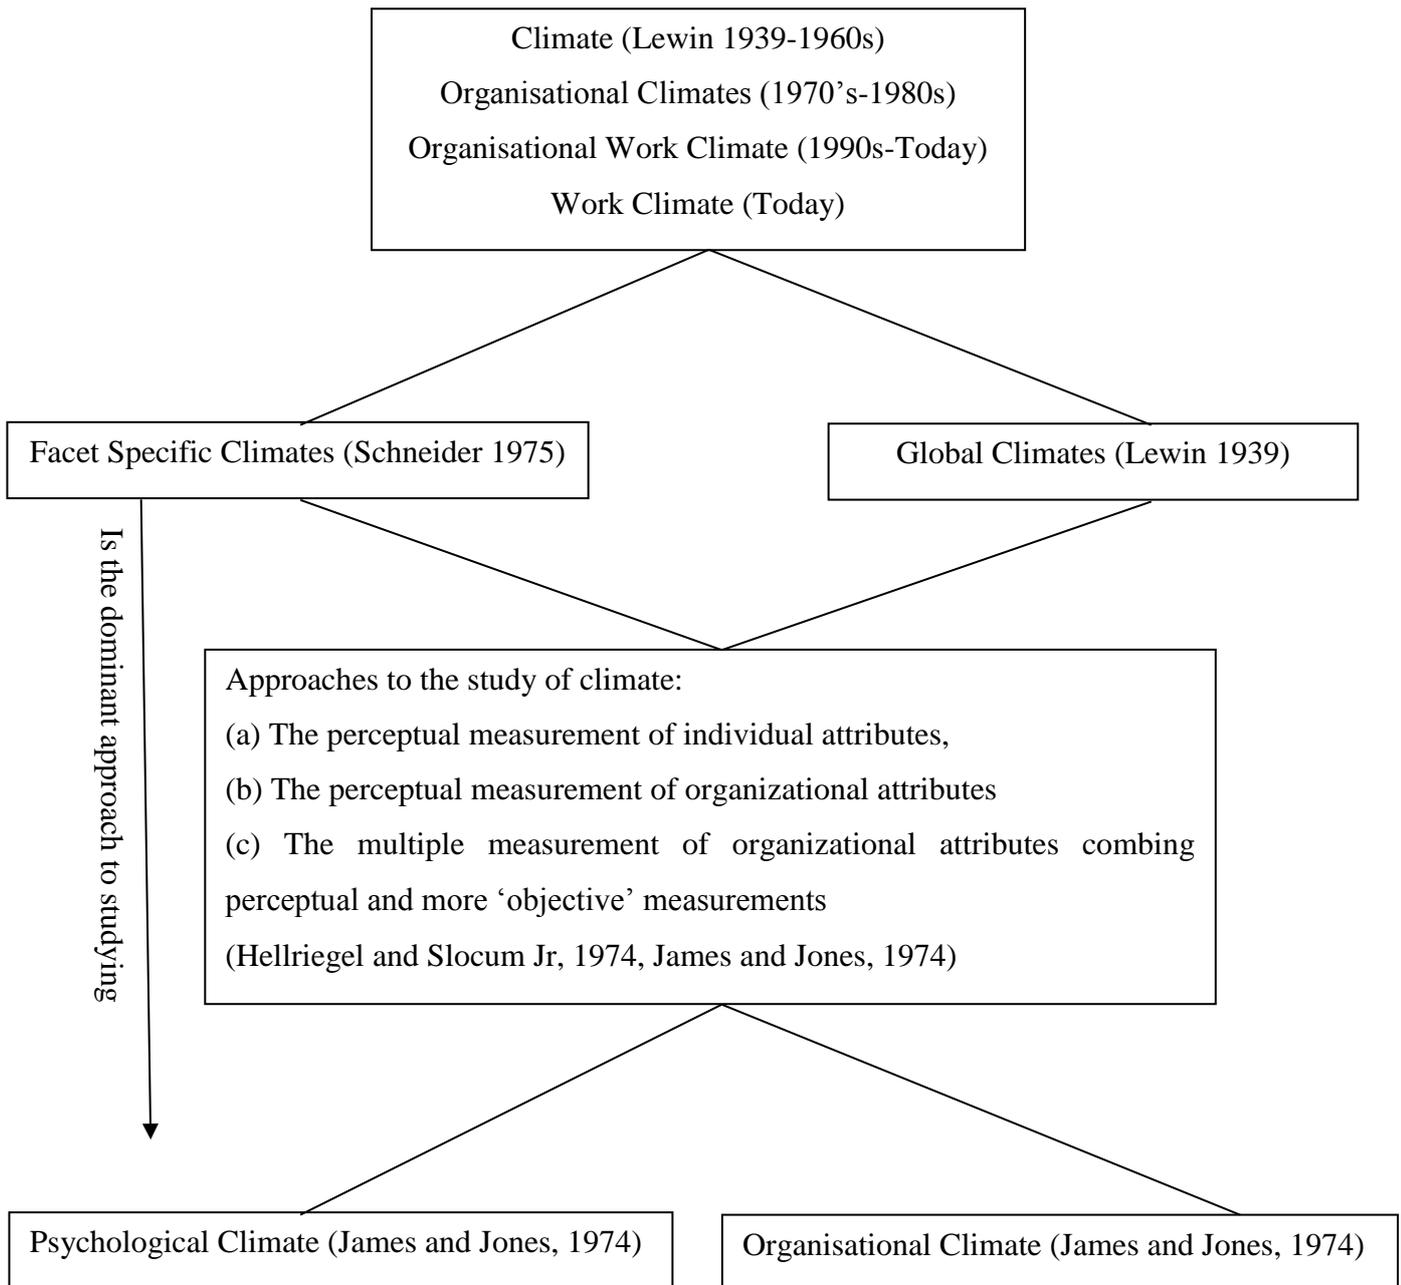 Climate (Lewin 1939-1960s)
Organisational Climates (1970’s-1980s)
Organisational Work Climate (1990s-Today)
Work Climate (Today)
Facet Specific Climates (Schneider 1975)
Global Climates (Lewin 1939)
Is the dominant approach to studying
Approaches to the study of climate:
(a) The perceptual measurement of individual attributes,
(b) The perceptual measurement of organizational attributes
(c) The multiple measurement of organizational attributes combing
perceptual and more ‘objective’ measurements
(Hellriegel and Slocum Jr, 1974, James and Jones, 1974)
Psychological Climate (James and Jones, 1974)
Organisational Climate (James and Jones, 1974)